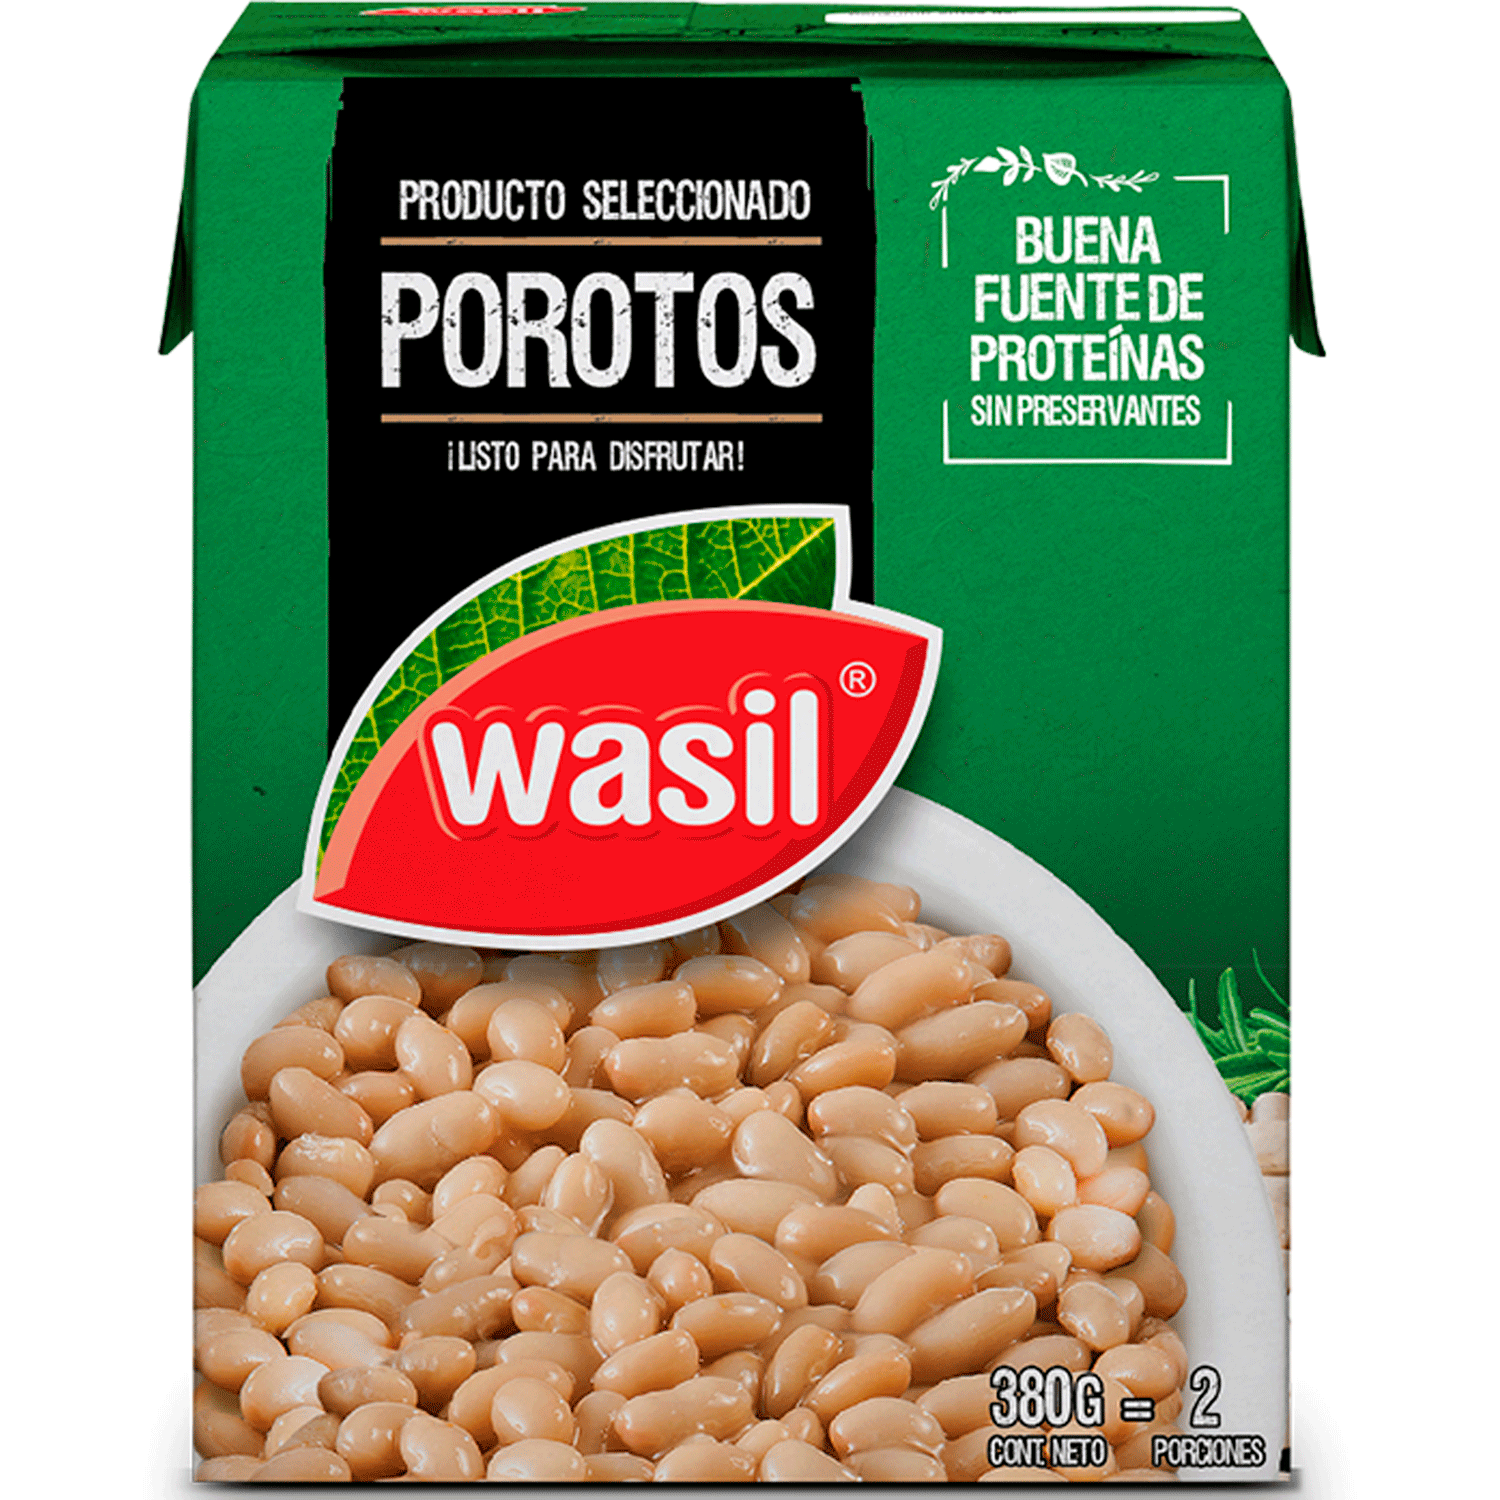 PRODUCTO SELECCIONADO
POROTOS
¡LISTO PARA DISFRUTAR!
BUENA
FUENTE DE
PROTEÍNAS
SIN PRESERVANTES
wasil®
380G = 2
CONT. NETO PORCIONES